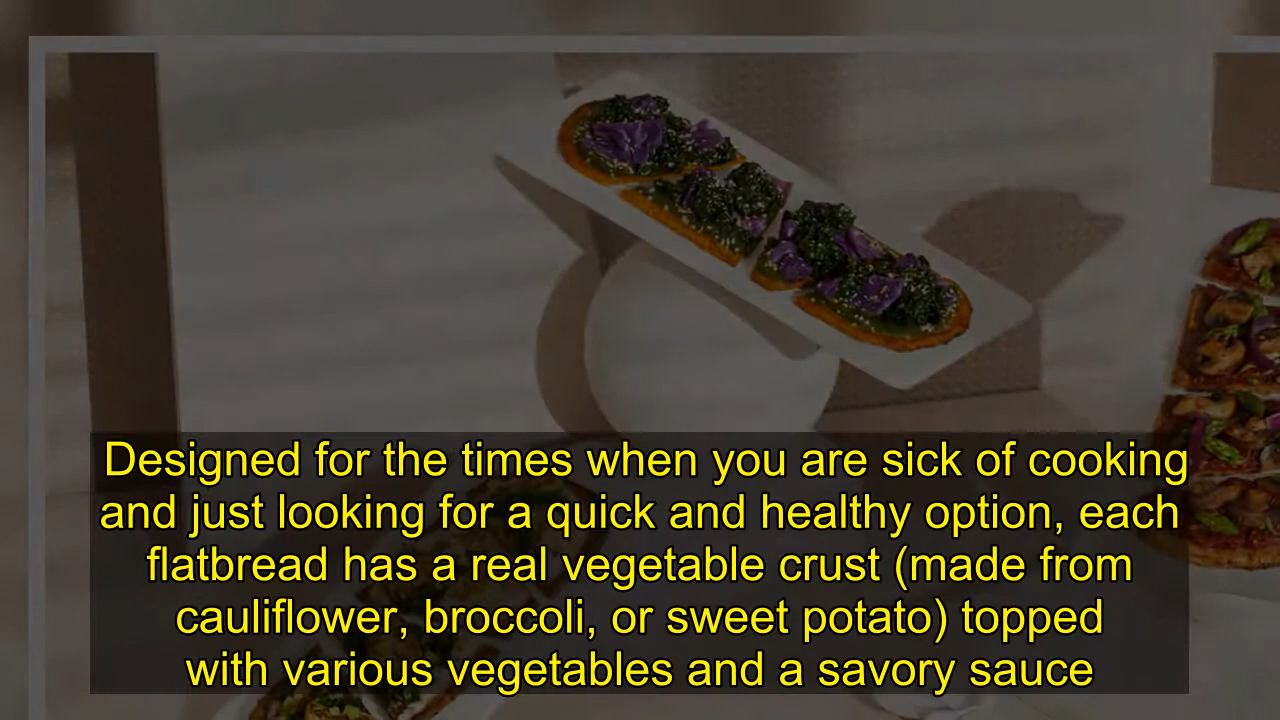 Designed for the times when you are sick of cooking
and just looking for a quick and healthy option, each
flatbread has a real vegetable crust (made from
cauliflower, broccoli, or sweet potato) topped
with various vegetables and a savory sauce